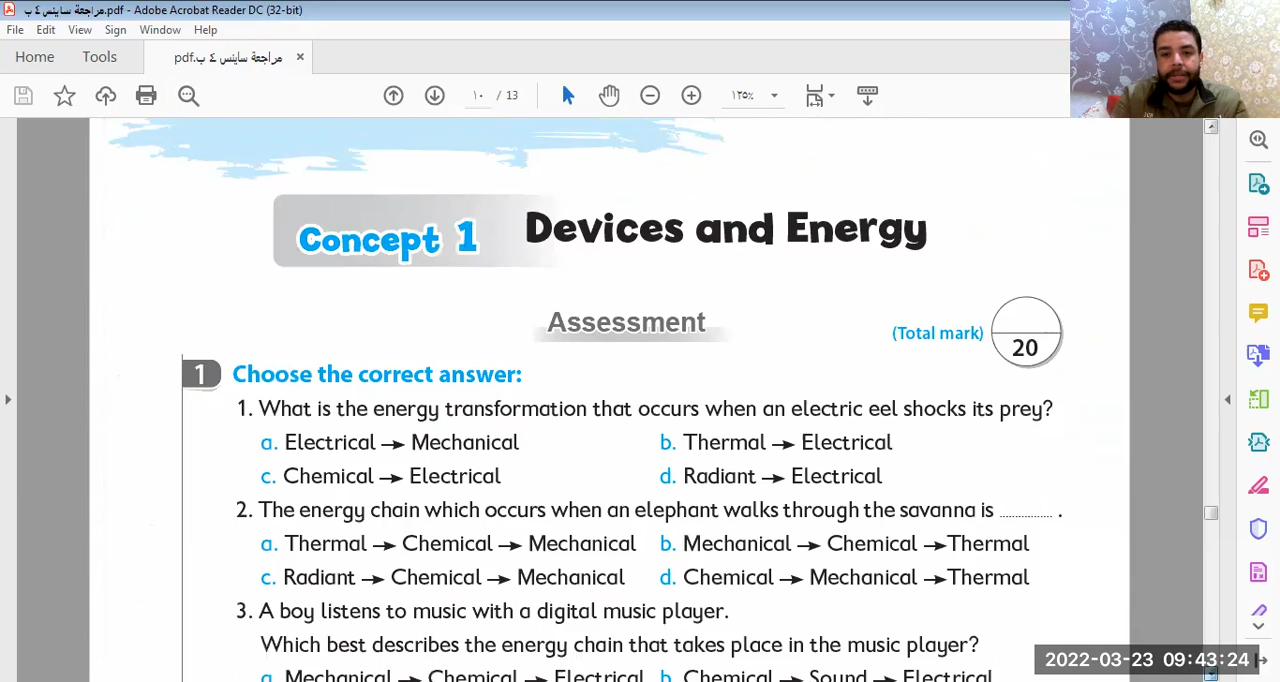 مراجعة ساينس ٤ ب.pdf - Adobe Acrobat Reader DC (32-bit)
File Edit View Sign Window Help
Home Tools مراجعة ساينس ٤ ب.pdf ×
١٠ / 13 ١٢٥%
Concept 1 Devices and Energy
Assessment
(Total mark) 20
1 Choose the correct answer:
1. What is the energy transformation that occurs when an electric eel shocks its prey?
a. Electrical → Mechanical b. Thermal → Electrical
c. Chemical → Electrical d. Radiant → Electrical
2. The energy chain which occurs when an elephant walks through the savanna is ................ .
a. Thermal → Chemical → Mechanical b. Mechanical → Chemical → Thermal
c. Radiant → Chemical → Mechanical d. Chemical → Mechanical → Thermal
3. A boy listens to music with a digital music player.
Which best describes the energy chain that takes place in the music player?
a. Mechanical → Chemical → Electrical b. Chemical → Sound → Electrical
2022-03-23 09:43:24